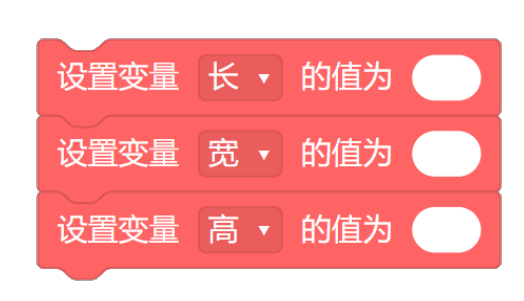 设置变量 长 的值为
设置变量 宽 的值为
设置变量 高 的值为